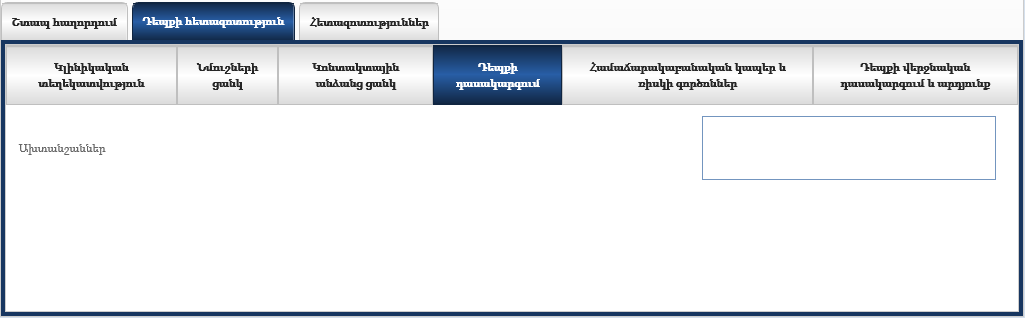 Շտապ հաղորդում
Դեպքի հետազոտություն
Հետազոտություններ
Կլինիկական
տեղեկատվություն
Նմուշների
ցանկ
Կոնտակտային
անձանց ցանկ
Դեպքի
դասակարգում
Համաճարակաբանական կապեր և
ռիսկի գործոններ
Դեպքի վերջնական
դասակարգում և արդյունք
Ախտանշաններ